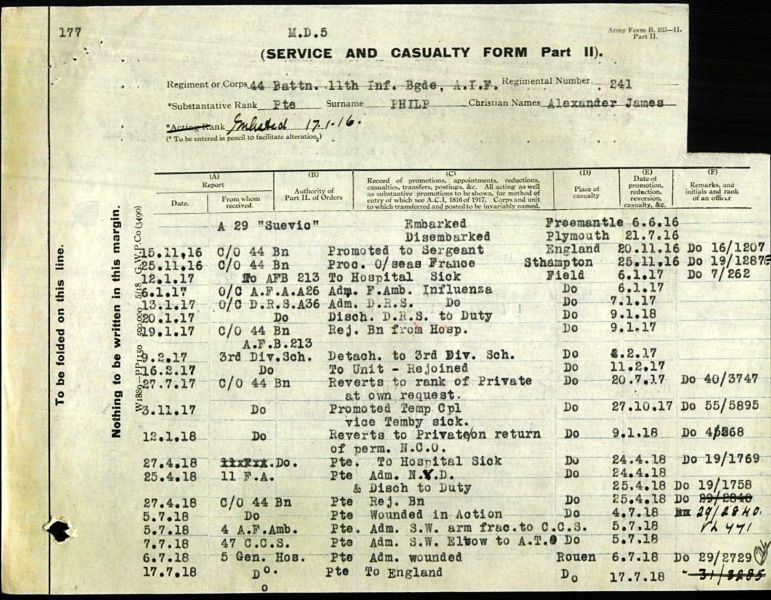 177
M.D.5
Army Form B. 103—II.
Part II.
(SERVICE AND CASUALTY FORM Part II).
Regiment or Corps 44 Battn. 11th Inf. Bgde, A.I.F. Regimental Number 241
*Substantative Rank Pte Surname PHILP Christian Names Alexander James
*Acting Rank Enlisted 17.1.16.
(* To be entered in pencil to facilitate alteration.)
To be folded on this line.
Nothing to be written in this margin.
(A) Report
Date. From whom received.
(B) Authority of Part II. of Orders
(C) Record of promotions, appointments, reductions, casualties, transfers, postings, &c. All acting as well as substantive promotions to be shown, for method of entry of which see A.C.I. 1816 of 1917. Corps and unit to which transferred and posted to be invariably named.
(D) Place of casualty
(E) Date of promotion, reduction, reversion, casualty, &c.
(F) Remarks, and initials and rank of an officer
A 29 "Suevic" Embarked Freemantle 6.6.16
Disembarked Plymouth 21.7.16
15.11.16 C/O 44 Bn Promoted to Sergeant England 20.11.16 Do 16/1207
25.11.16 C/O 44 Bn Proc. O/seas France Sthampton 25.11.16 Do 19/1287
12.1.17 Do AFB 213 To Hospital Sick Field 6.1.17 Do 7/262
6.1.17 O/C A.F.A.A26 Adm. F.Amb. Influenza Do 6.1.17
13.1.17 O/C D.R.S.A36 Adm. D.R.S. Do Do 7.1.17
20.1.17 Do Disch. D.R.S. to Duty Do 9.1.18
19.1.17 C/O 44 Bn Rej. Bn from Hosp. Do 9.1.17
A.F.B.213
9.2.17 3rd Div.Sch. Detach. to 3rd Div. Sch. Do 4.2.17
16.2.17 Do To Unit - Rejoined Do 11.2.17
27.7.17 C/O 44 Bn Reverts to rank of Private Do 20.7.17 Do 40/3747
at own request.
3.11.17 Do Promoted Temp Cpl Do 27.10.17 Do 55/5895
vice Temby sick.
12.1.18 Do Reverts to Private/on return Do 9.1.18 Do
of perm. N.C.O.
27.4.18 Do. Pte. To Hospital Sick Do 24.4.18 Do 19/1769
25.4.18 11 F.A. Pte Adm. N.Y.D. Do 24.4.18
& Disch to Duty 25.4.18 Do 19/1758
27.4.18 C/O 44 Bn Pte Rej. Bn Do 25.4.18 Do 29/2840
5.7.18 Do Pte Wounded in Action Do 4.7.18 29/2840.
5.7.18 4 A.F.Amb. Pte. Adm. S.W. arm frac.to C.C.S. 5.7.18
7.7.18 47 C.C.S. Pte Adm. S.W. Elbow to A.T. Do 5.7.18
6.7.18 5 Gen. Hos. Pte Adm. wounded Rouen 6.7.18 Do 29/2729
17.7.18 Do. Pte To England Do 17.7.18 " 31/3285